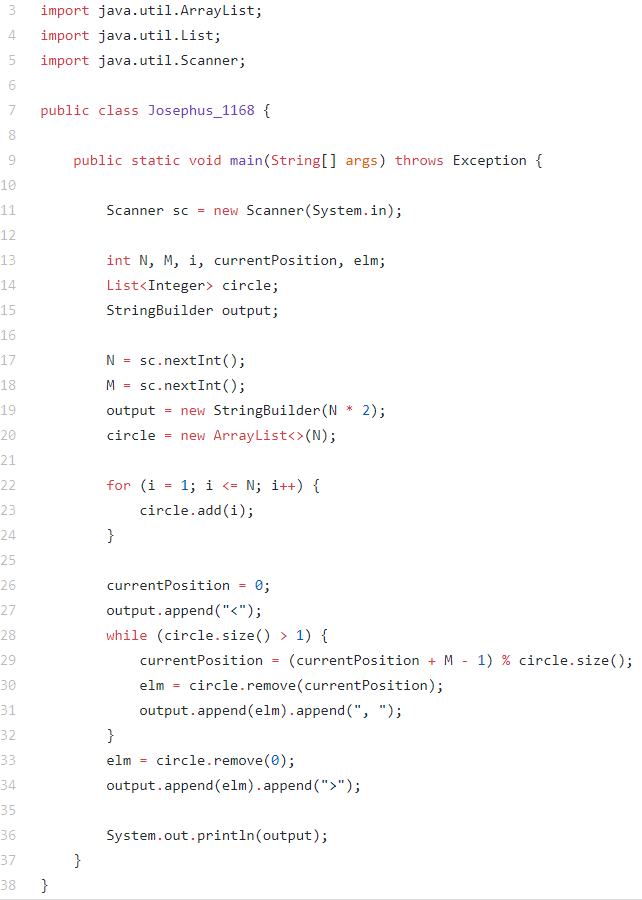 3 import java.util.ArrayList;
4 import java.util.List;
5 import java.util.Scanner;
6
7 public class Josephus_1168 {
8
9     public static void main(String[] args) throws Exception {
10
11         Scanner sc = new Scanner(System.in);
12
13         int N, M, i, currentPosition, elm;
14         List<Integer> circle;
15         StringBuilder output;
16
17         N = sc.nextInt();
18         M = sc.nextInt();
19         output = new StringBuilder(N * 2);
20         circle = new ArrayList<>(N);
21
22         for (i = 1; i <= N; i++) {
23             circle.add(i);
24         }
25
26         currentPosition = 0;
27         output.append("<");
28         while (circle.size() > 1) {
29             currentPosition = (currentPosition + M - 1) % circle.size();
30             elm = circle.remove(currentPosition);
31             output.append(elm).append(", ");
32         }
33         elm = circle.remove(0);
34         output.append(elm).append(">");
35
36         System.out.println(output);
37     }
38 }